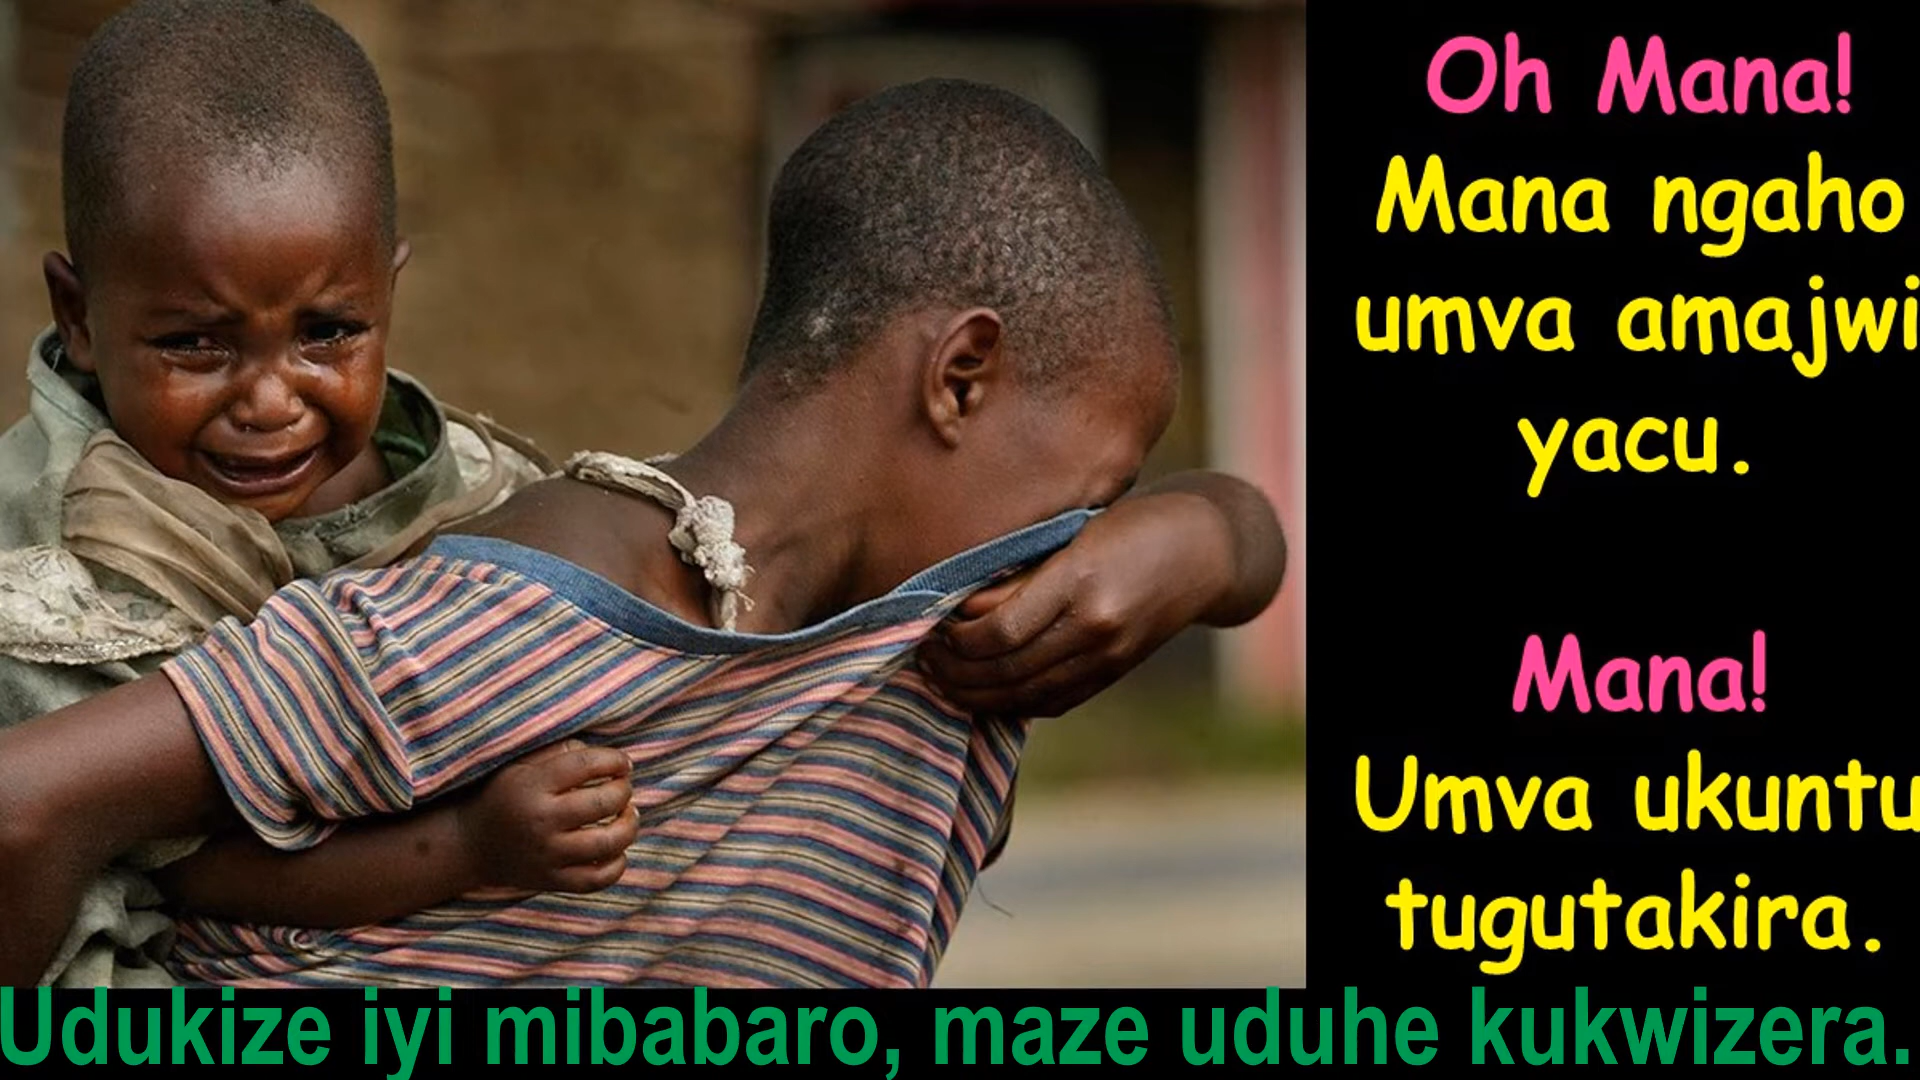 Oh Mana!
Mana ngaho
umva amajwi
yacu.
Mana!
Umva ukuntu
tugutakira.
Udukize iyi mibabaro, maze uduhe kukwizera.